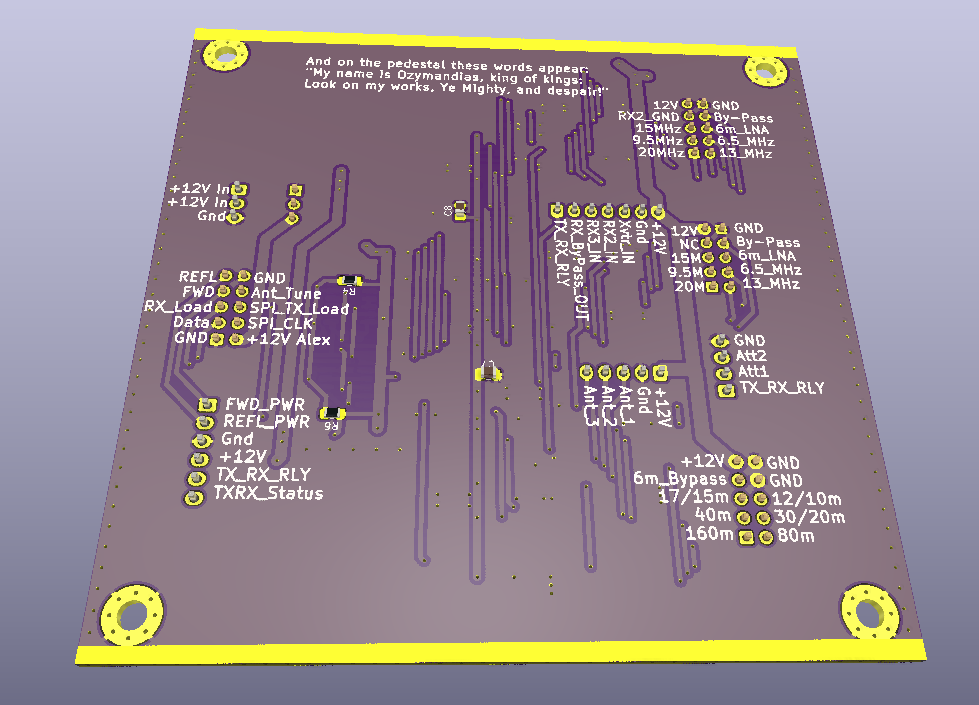 And on the pedestal these words appear:
"My name is Ozymandias, king of kings:
Look on my works, Ye Mighty, and despair!"
12V GND
RX2_GND By-Pass
15MHz 6m_LNA
9.5MHz 6.5_MHz
20MHz 13_MHz
+12V In
+12V In
Gnd
C8
TX_RX_RLY
RX_ByPass_OUT
RX3_IN
RX2_IN
Xvtr_IN
Gnd
+12V
12V GND
NC By-Pass
15M 6m_LNA
9.5M 6.5_MHz
20M 13_MHz
REFL GND
FWD Ant_Tune
RX_Load SPI_TX_Load
Data SPI_CLK
GND +12V Alex
R4
GND
Att2
Att1
TX_RX_RLY
Ant_3
Ant_2
Ant_1
Gnd
+12V
R6
FWD_PWR
REFL_PWR
Gnd
+12V
TX_RX_RLY
TXRX_Status
+12V GND
6m_Bypass GND
17/15m 12/10m
40m 30/20m
160m 80m